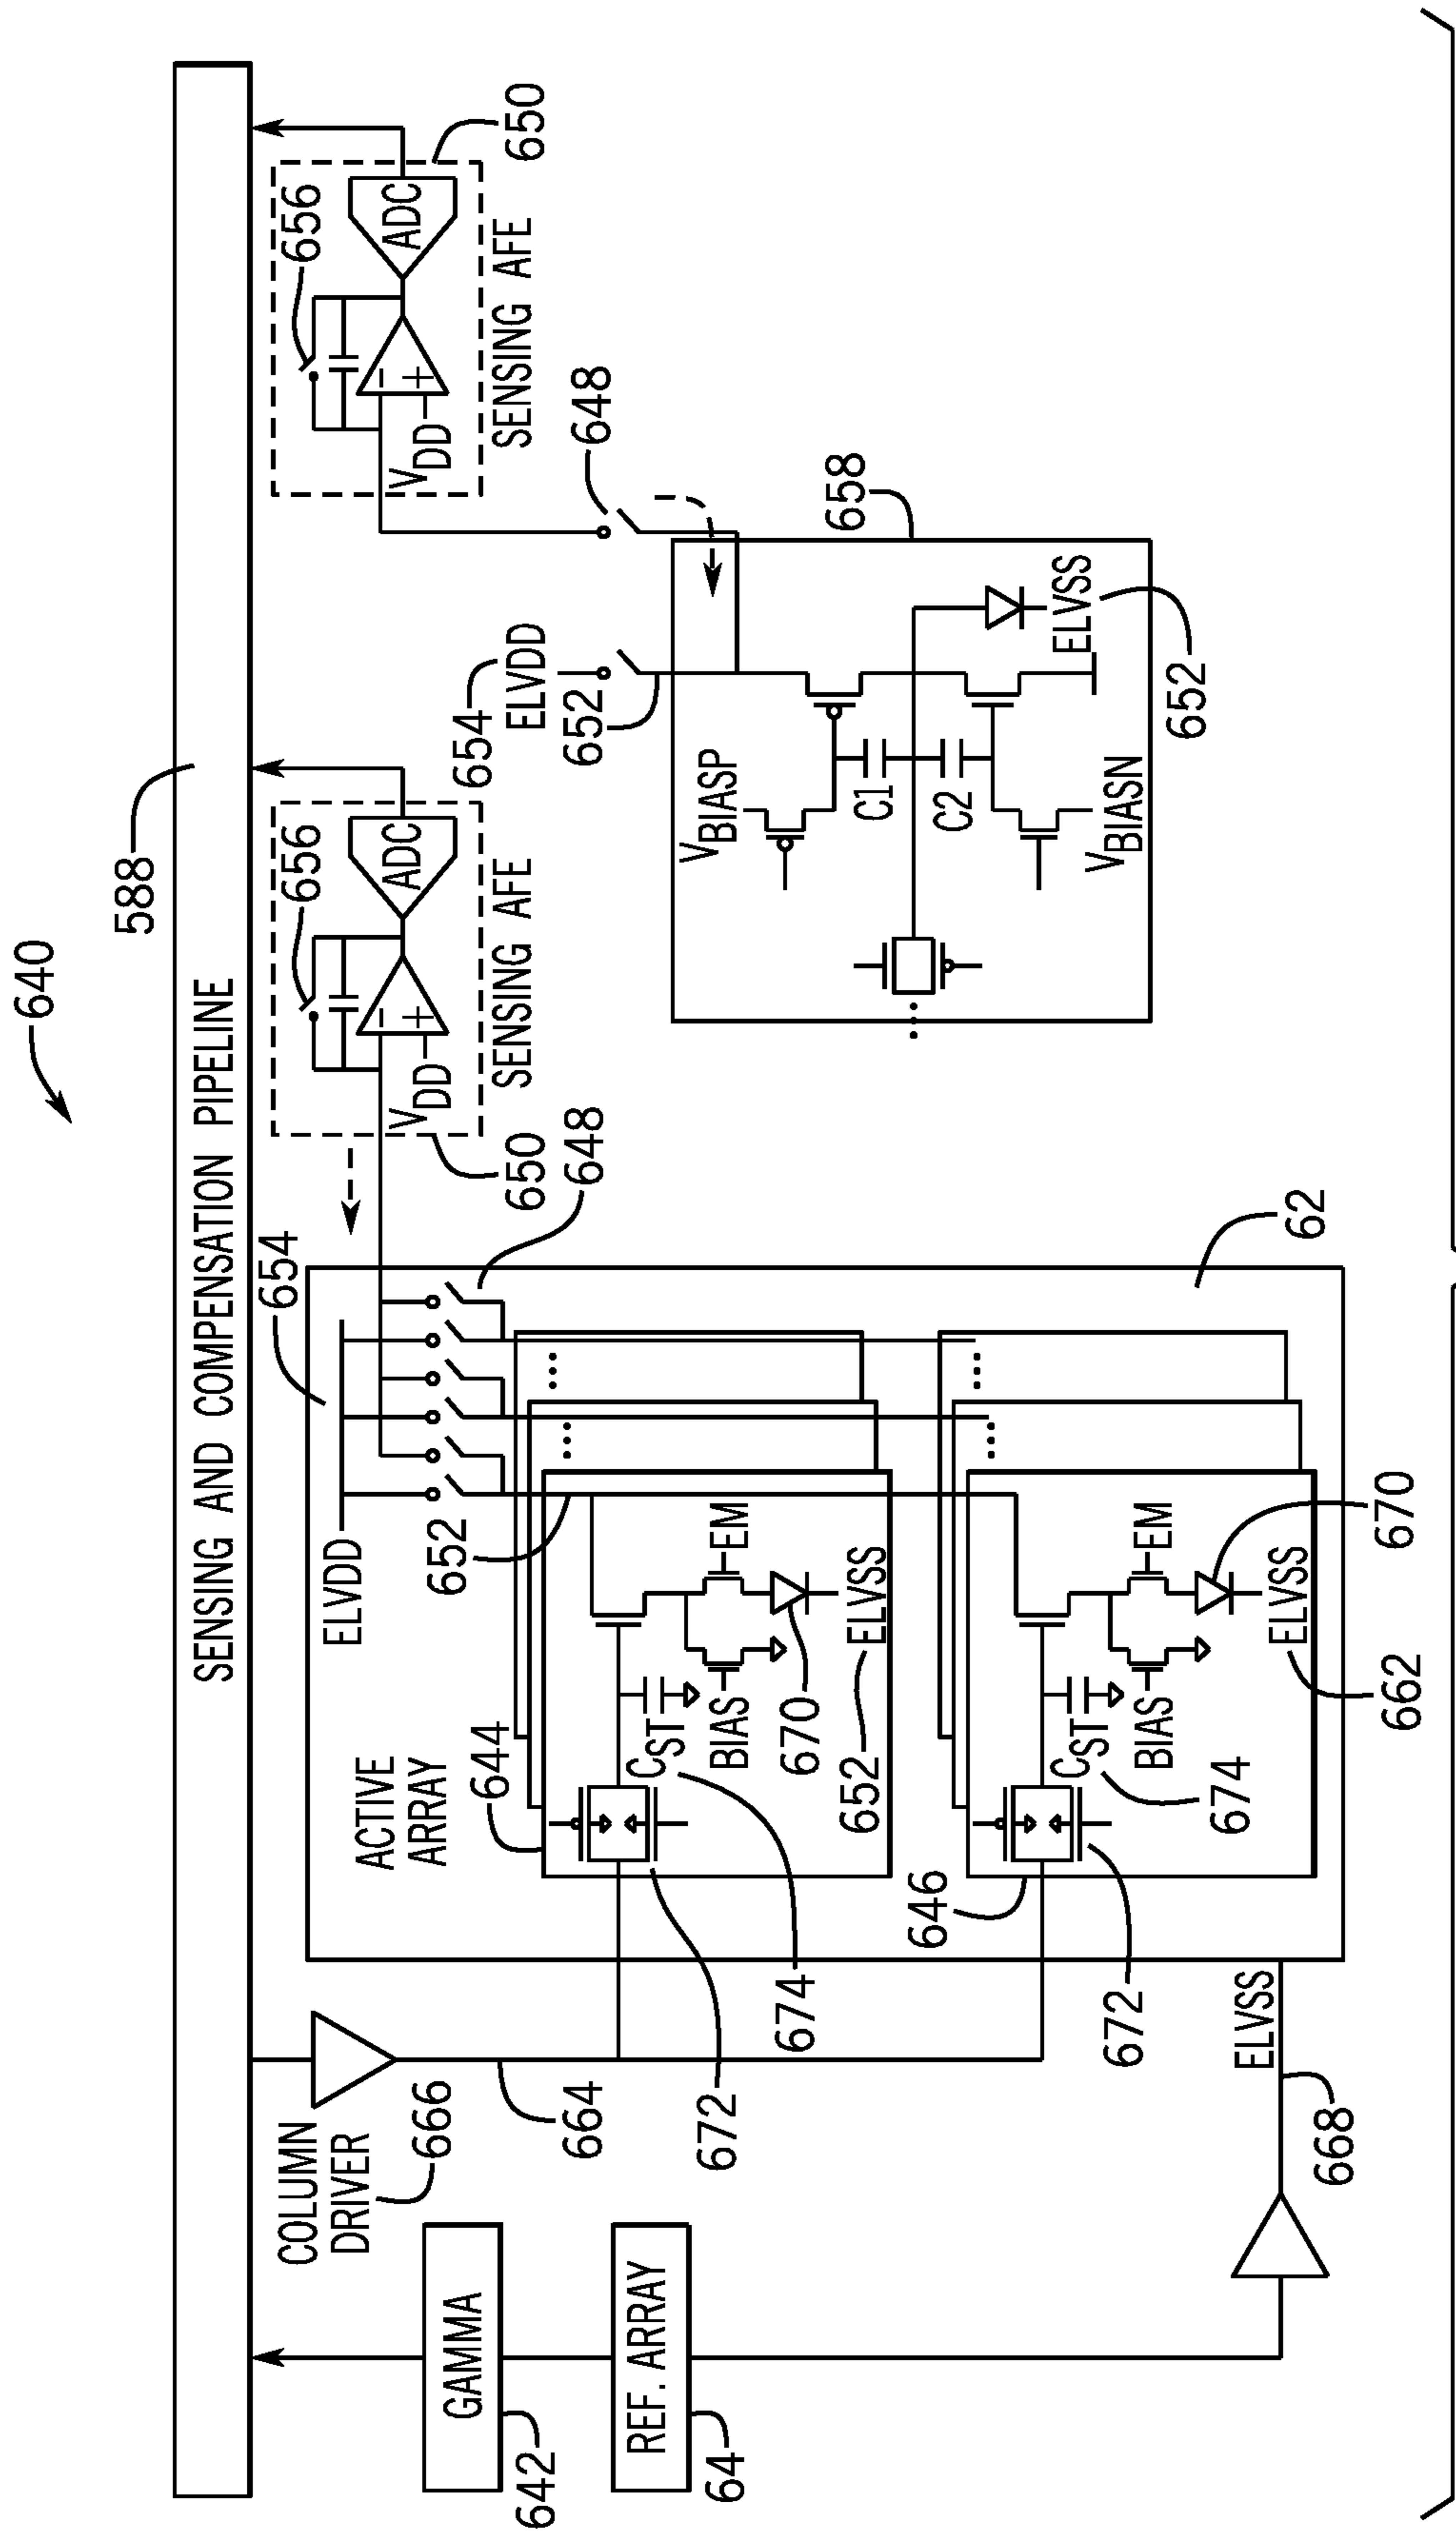 640
588
SENSING AND COMPENSATION PIPELINE
COLUMN
DRIVER
666
664
GAMMA
642
REF. ARRAY
64
ELVSS
668
ACTIVE
ARRAY
62
654
ELVDD
652
648
644
CST
BIAS
EM
670
ELVSS
652
674
672
646
CST
BIAS
EM
670
ELVSS
662
674
672
656
ADC
VDD
SENSING AFE
650
656
ADC
VDD
SENSING AFE
650
648
654
ELVDD
652
658
VBIASP
C1
C2
VBIASN
ELVSS
652